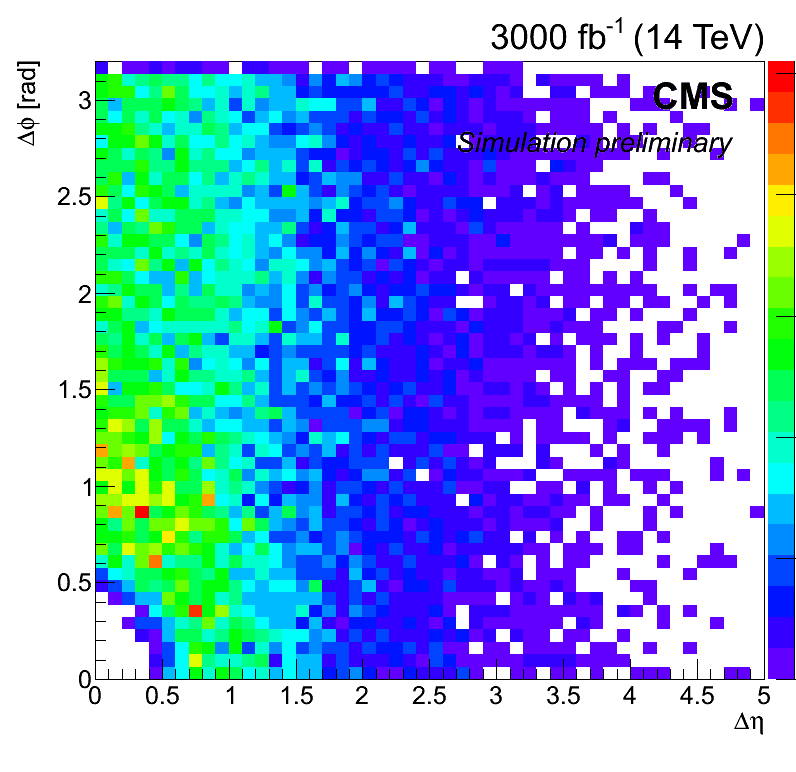 3000 fb⁻¹ (14 TeV)
Δϕ [rad]
CMS
Simulation preliminary
3
2.5
2
1.5
1
0.5
0
0 0.5 1 1.5 2 2.5 3 3.5 4 4.5 5
Δη